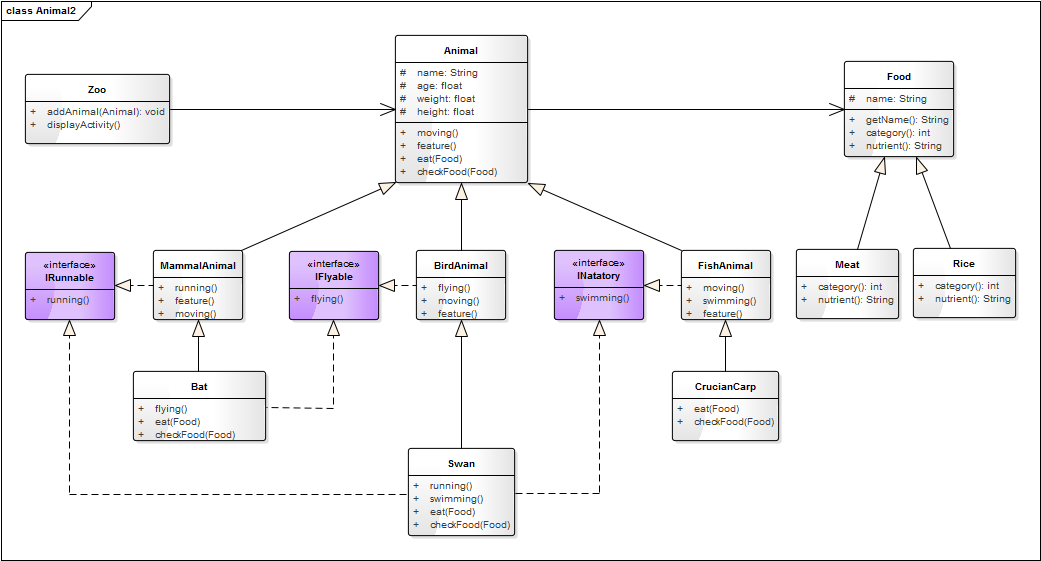 class Animal2
Animal
# name: String
# age: float
# weight: float
# height: float
+ moving()
+ feature()
+ eat(Food)
+ checkFood(Food)
Zoo
+ addAnimal(Animal): void
+ displayActivity()
Food
# name: String
+ getName(): String
+ category(): int
+ nutrient(): String
«interface»
IRunnable
+ running()
MammalAnimal
+ running()
+ feature()
+ moving()
«interface»
IFlyable
+ flying()
BirdAnimal
+ flying()
+ moving()
+ feature()
«interface»
INatatory
+ swimming()
FishAnimal
+ moving()
+ swimming()
+ feature()
Meat
+ category(): int
+ nutrient(): String
Rice
+ category(): int
+ nutrient(): String
Bat
+ flying()
+ eat(Food)
+ checkFood(Food)
CrucianCarp
+ eat(Food)
+ checkFood(Food)
Swan
+ running()
+ swimming()
+ eat(Food)
+ checkFood(Food)